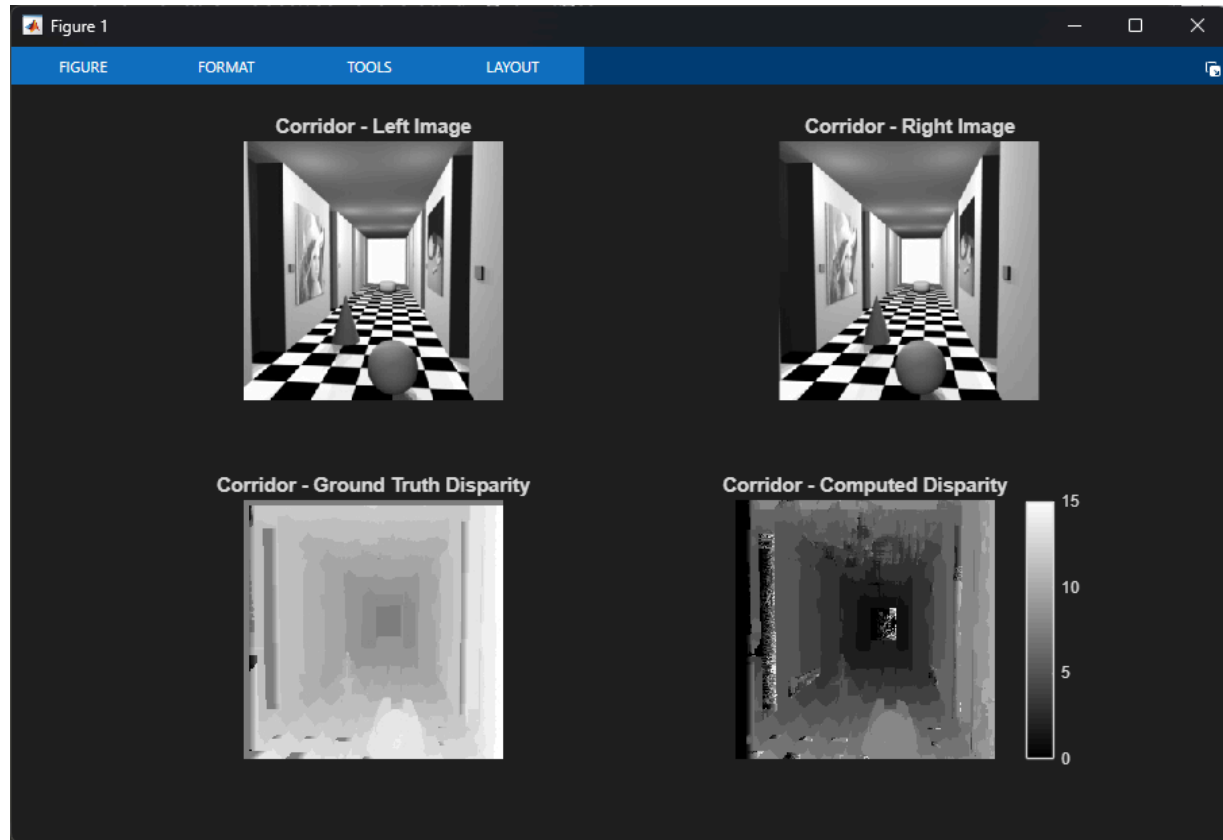 Figure 1
FIGURE FORMAT TOOLS LAYOUT
Corridor - Left Image
Corridor - Right Image
Corridor - Ground Truth Disparity
Corridor - Computed Disparity
15
10
5
0